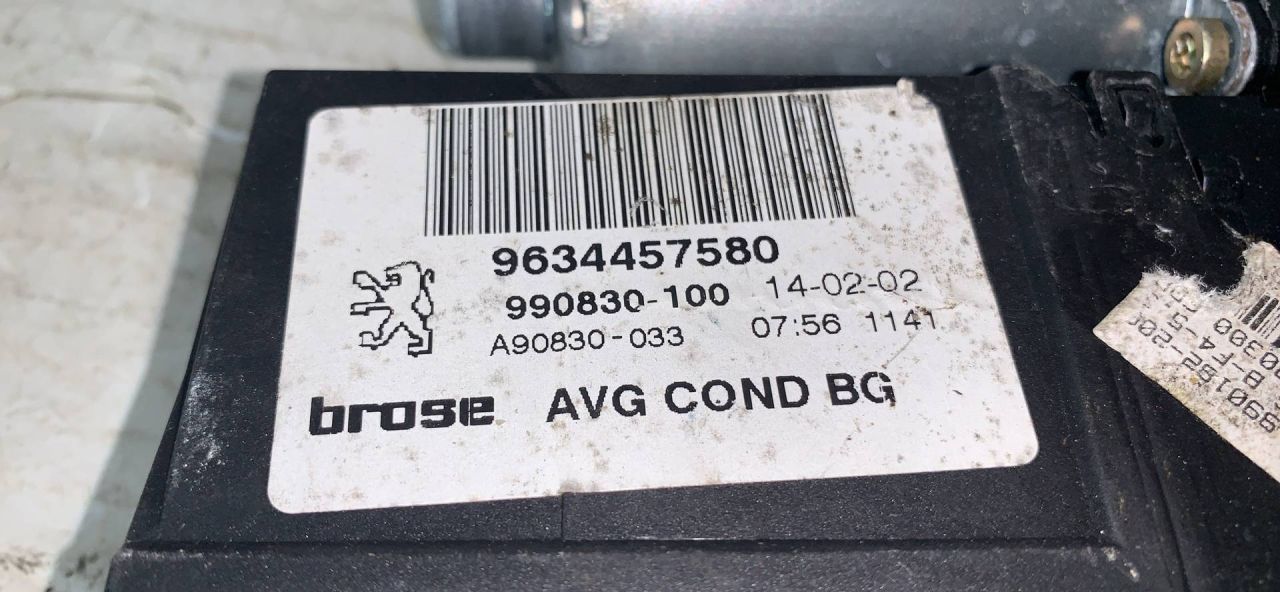 9634457580
990830-100 14-02-02
A90830-033 07:56 1141
brose AVG COND BG